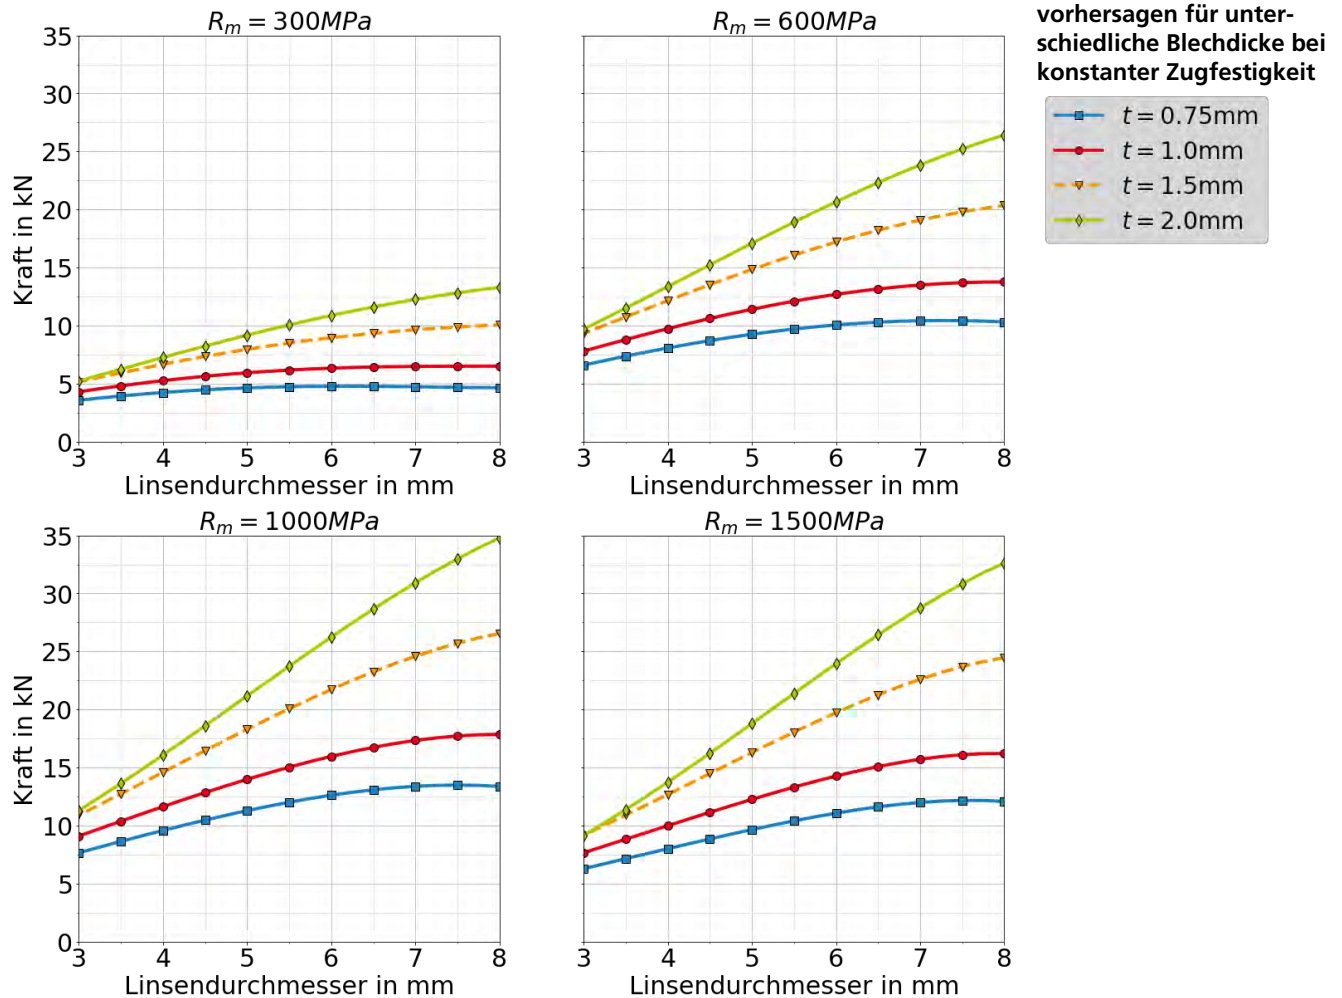 R_m = 300MPa
35
30
25
20
15
10
5
0
Kraft in kN
3 4 5 6 7 8
Linsendurchmesser in mm
R_m = 600MPa
3 4 5 6 7 8
Linsendurchmesser in mm
vorhersagen für unter-
schiedliche Blechdicke bei
konstanter Zugfestigkeit
t = 0.75mm
t = 1.0mm
t = 1.5mm
t = 2.0mm
R_m = 1000MPa
35
30
25
20
15
10
5
0
Kraft in kN
3 4 5 6 7 8
Linsendurchmesser in mm
R_m = 1500MPa
3 4 5 6 7 8
Linsendurchmesser in mm